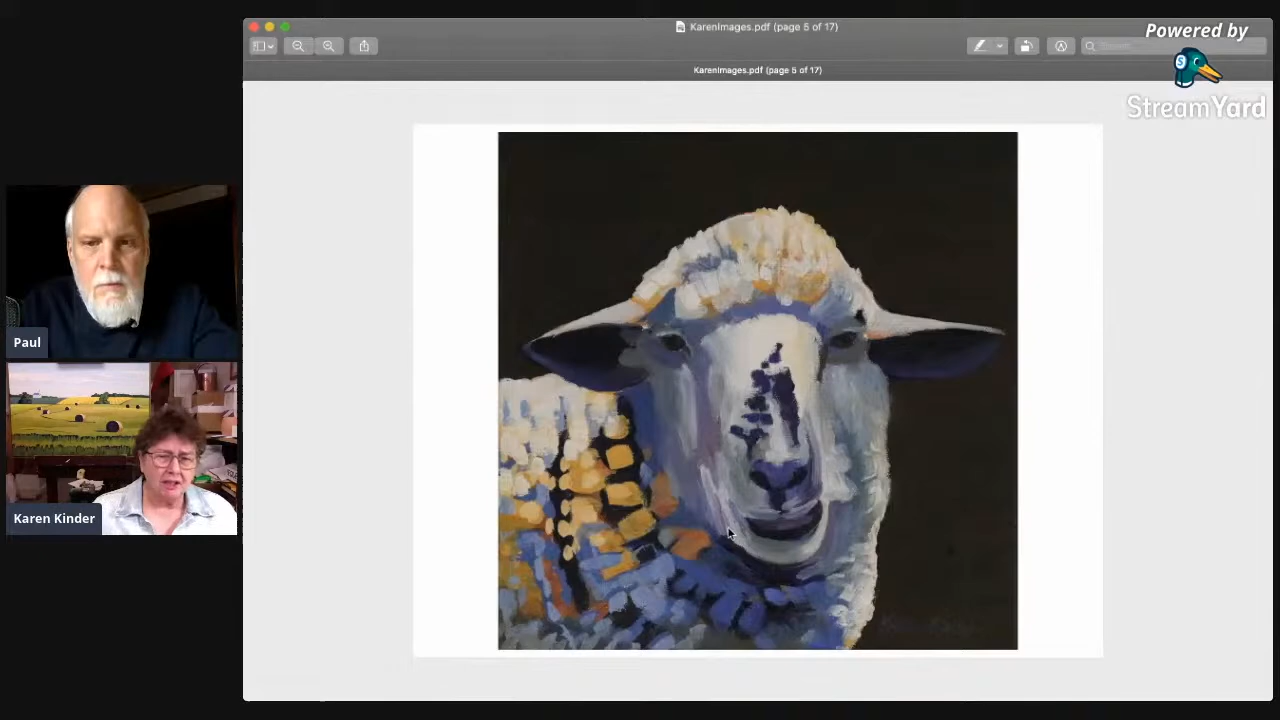 KarenImages.pdf (page 5 of 17)
Powered by
KarenImages.pdf (page 5 of 17)
S
StreamYard
Paul
Karen Kinder